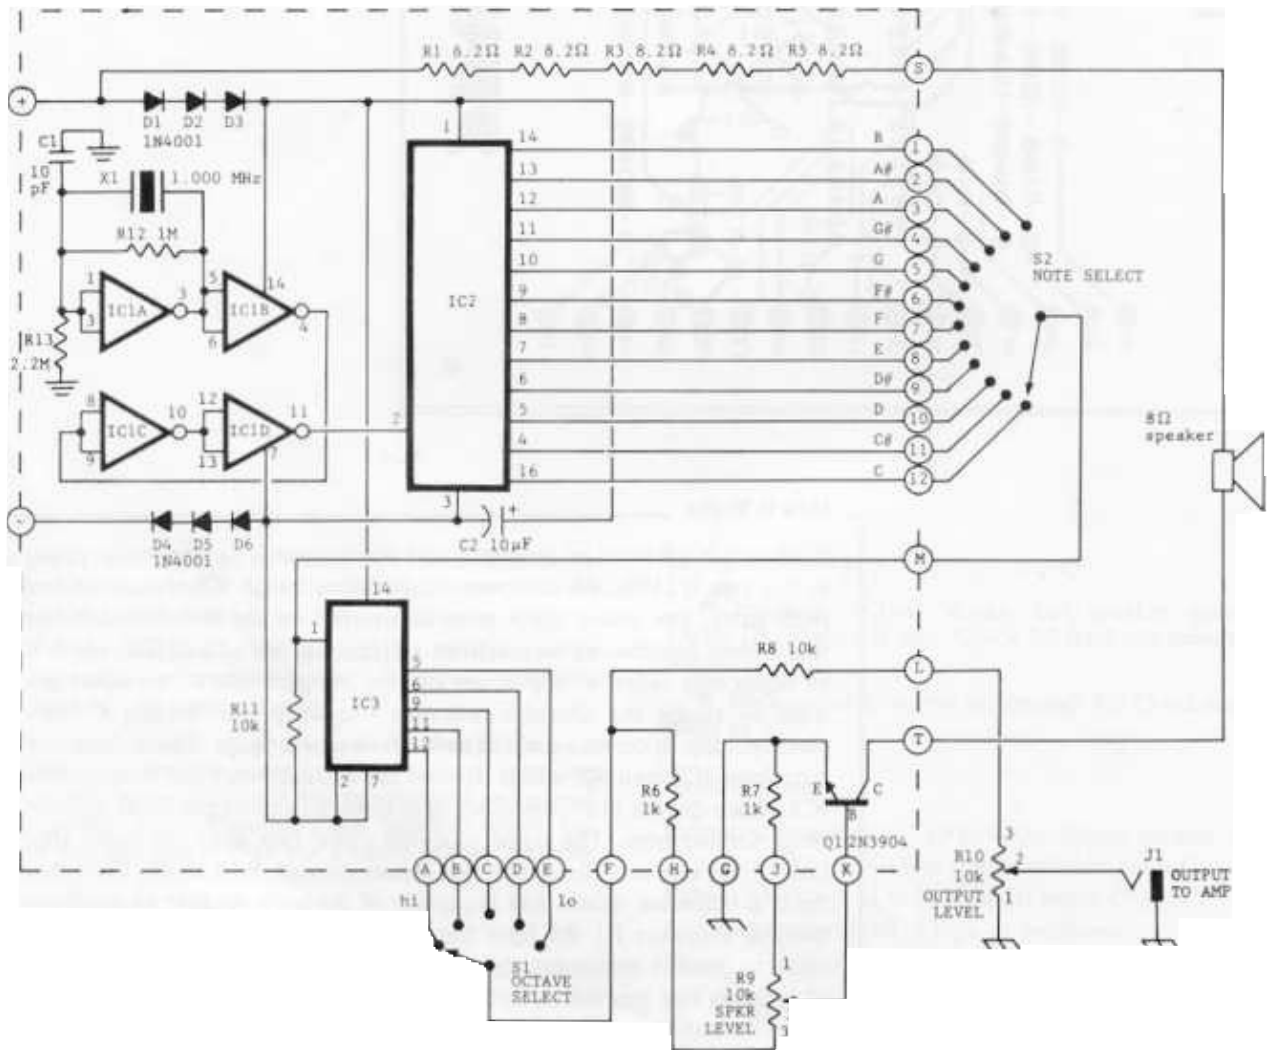 R1 6.2Ω R2 8.2Ω R3 8.2Ω R4 8.2Ω R5 8.2Ω S
+
D1 D2 D3
1N4001
C1
10
pF
X1 1.000 MHz
R12 1M
1
14 B 1
13 A# 2
12 A 3
11 G# 4
10 G 5
9 F# 6
8 F 7
7 E 8
6 D# 9
5 D 10
4 C# 11
16 C 12
IC2
2
3
S2
NOTE SELECT
1
3
IC1A
3
5
6
IC1B
14
4
R13
2.2M
8
9
IC1C
10
12
13
IC1D
11
7
8Ω
speaker
-
D4 D5 D6
1N4001
C2 10µF
+
M
14
1
IC3
5
6
9
11
12
2 7
R11
10k
R8 10k
L
T
R6
1k
R7
1k
E C
B
Q1 2N3904
A B C D E F H G J K
hi lo
S1
OCTAVE
SELECT
1
R9
10k
SPKR
LEVEL
3
3
R10
10k
2
1
OUTPUT
LEVEL
J1
OUTPUT
TO AMP